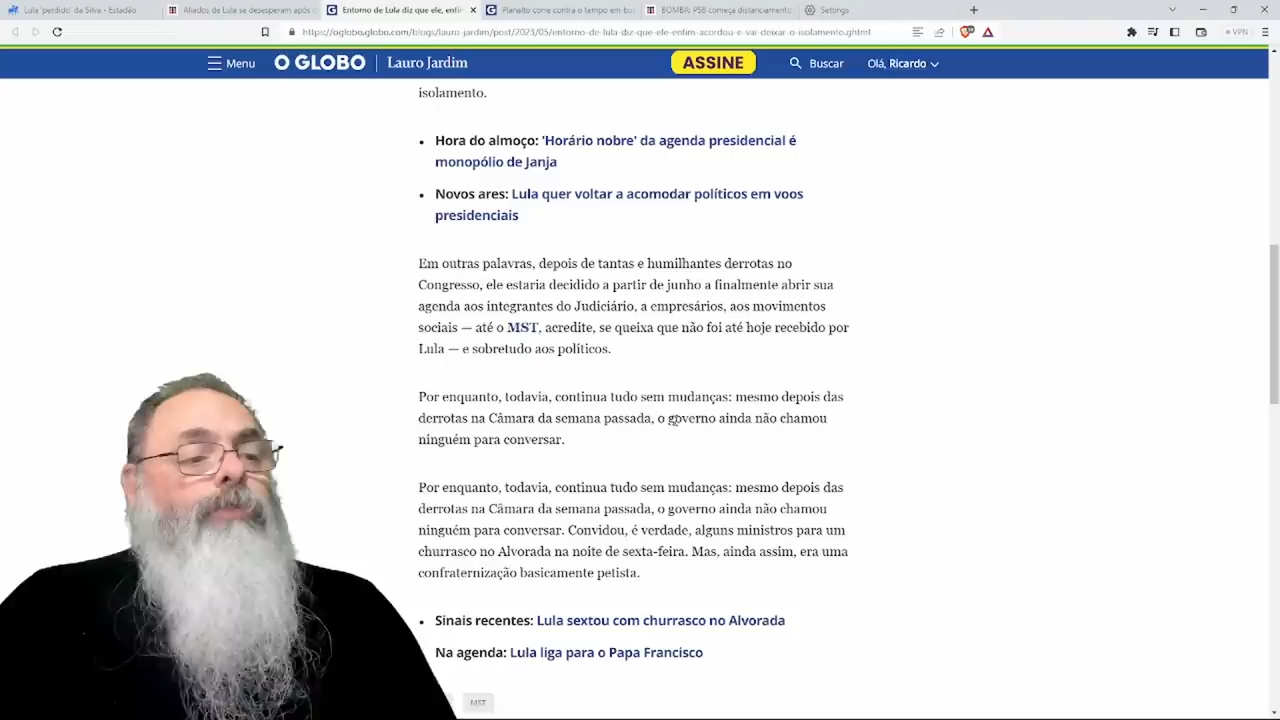 Lula 'perdido' da Silva - Estadão
Aliados de Lula se desesperam após
Entorno de Lula diz que ele, enfin
Planalto corre contra o tempo em bus
BOMBA! PSB começa distanciament
Settings
https://oglobo.globo.com/blogs/lauro-jardim/post/2023/05/entorno-de-lula-diz-que-ele-enfim-acordou-e-vai-deixar-o-isolamento.ghtml
VPN
Menu
O GLOBO
Lauro Jardim
ASSINE
Buscar
Olá, Ricardo
isolamento.
Hora do almoço: 'Horário nobre' da agenda presidencial é
monopólio de Janja
Novos ares: Lula quer voltar a acomodar políticos em voos
presidenciais
Em outras palavras, depois de tantas e humilhantes derrotas no
Congresso, ele estaria decidido a partir de junho a finalmente abrir sua
agenda aos integrantes do Judiciário, a empresários, aos movimentos
sociais — até o MST, acredite, se queixa que não foi até hoje recebido por
Lula — e sobretudo aos políticos.
Por enquanto, todavia, continua tudo sem mudanças: mesmo depois das
derrotas na Câmara da semana passada, o governo ainda não chamou
ninguém para conversar.
Por enquanto, todavia, continua tudo sem mudanças: mesmo depois das
derrotas na Câmara da semana passada, o governo ainda não chamou
ninguém para conversar. Convidou, é verdade, alguns ministros para um
churrasco no Alvorada na noite de sexta-feira. Mas, ainda assim, era uma
confraternização basicamente petista.
Sinais recentes: Lula sextou com churrasco no Alvorada
Na agenda: Lula liga para o Papa Francisco
MST